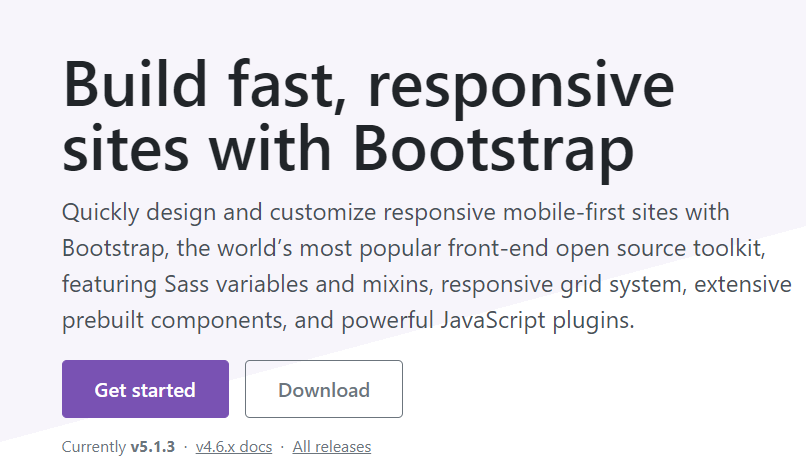 Build fast, responsive
sites with Bootstrap
Quickly design and customize responsive mobile-first sites with
Bootstrap, the world’s most popular front-end open source toolkit,
featuring Sass variables and mixins, responsive grid system, extensive
prebuilt components, and powerful JavaScript plugins.
Get started Download
Currently v5.1.3 · v4.6.x docs · All releases